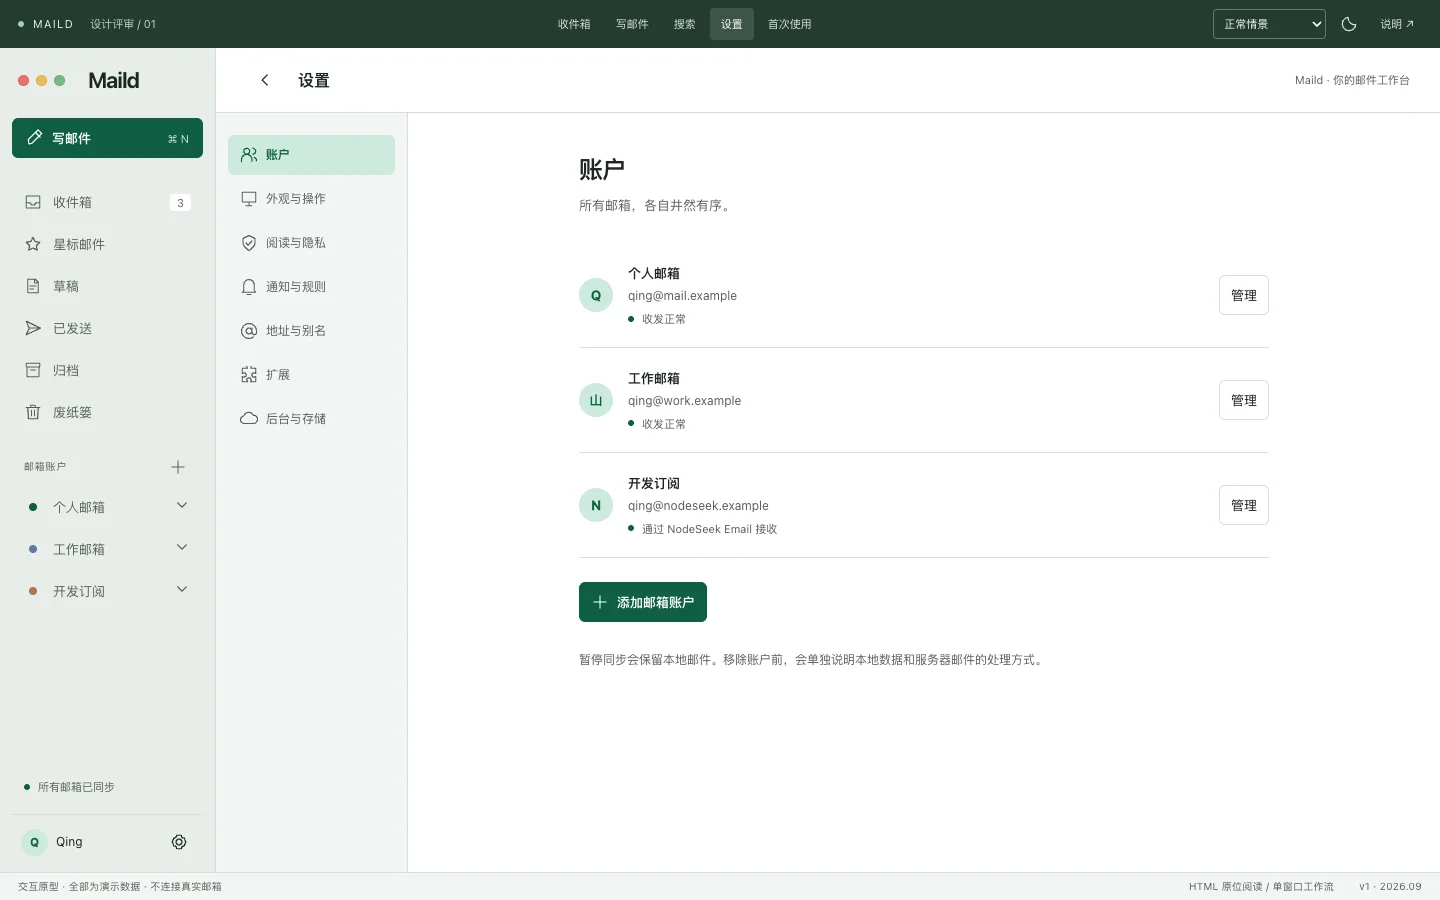 MAILD 设计评审 / 01
收件箱 写邮件 搜索 设置 首次使用
正常情景
说明 ↗
Maild
写邮件 ⌘ N
收件箱 3
星标邮件
草稿
已发送
归档
废纸篓
邮箱账户
个人邮箱
工作邮箱
开发订阅
所有邮箱已同步
Q Qing
设置
Maild · 你的邮件工作台
账户
外观与操作
阅读与隐私
通知与规则
地址与别名
扩展
后台与存储
账户
所有邮箱，各自井然有序。
Q
个人邮箱
qing@mail.example
收发正常
管理
山
工作邮箱
qing@work.example
收发正常
管理
N
开发订阅
qing@nodeseek.example
通过 NodeSeek Email 接收
管理
添加邮箱账户
暂停同步会保留本地邮件。移除账户前，会单独说明本地数据和服务器邮件的处理方式。
交互原型 · 全部为演示数据 · 不连接真实邮箱
HTML 原位阅读 / 单窗口工作流 v1 · 2026.09